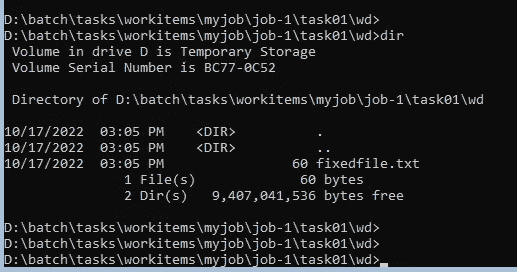 D:\batch\tasks\workitems\myjob\job-1\task01\wd>
D:\batch\tasks\workitems\myjob\job-1\task01\wd>dir
Volume in drive D is Temporary Storage
Volume Serial Number is BC77-0C52
Directory of D:\batch\tasks\workitems\myjob\job-1\task01\wd
10/17/2022  03:05 PM    <DIR>          .
10/17/2022  03:05 PM    <DIR>          ..
10/17/2022  03:05 PM                60 fixedfile.txt
1 File(s)             60 bytes
2 Dir(s)   9,407,041,536 bytes free
D:\batch\tasks\workitems\myjob\job-1\task01\wd>
D:\batch\tasks\workitems\myjob\job-1\task01\wd>
D:\batch\tasks\workitems\myjob\job-1\task01\wd>